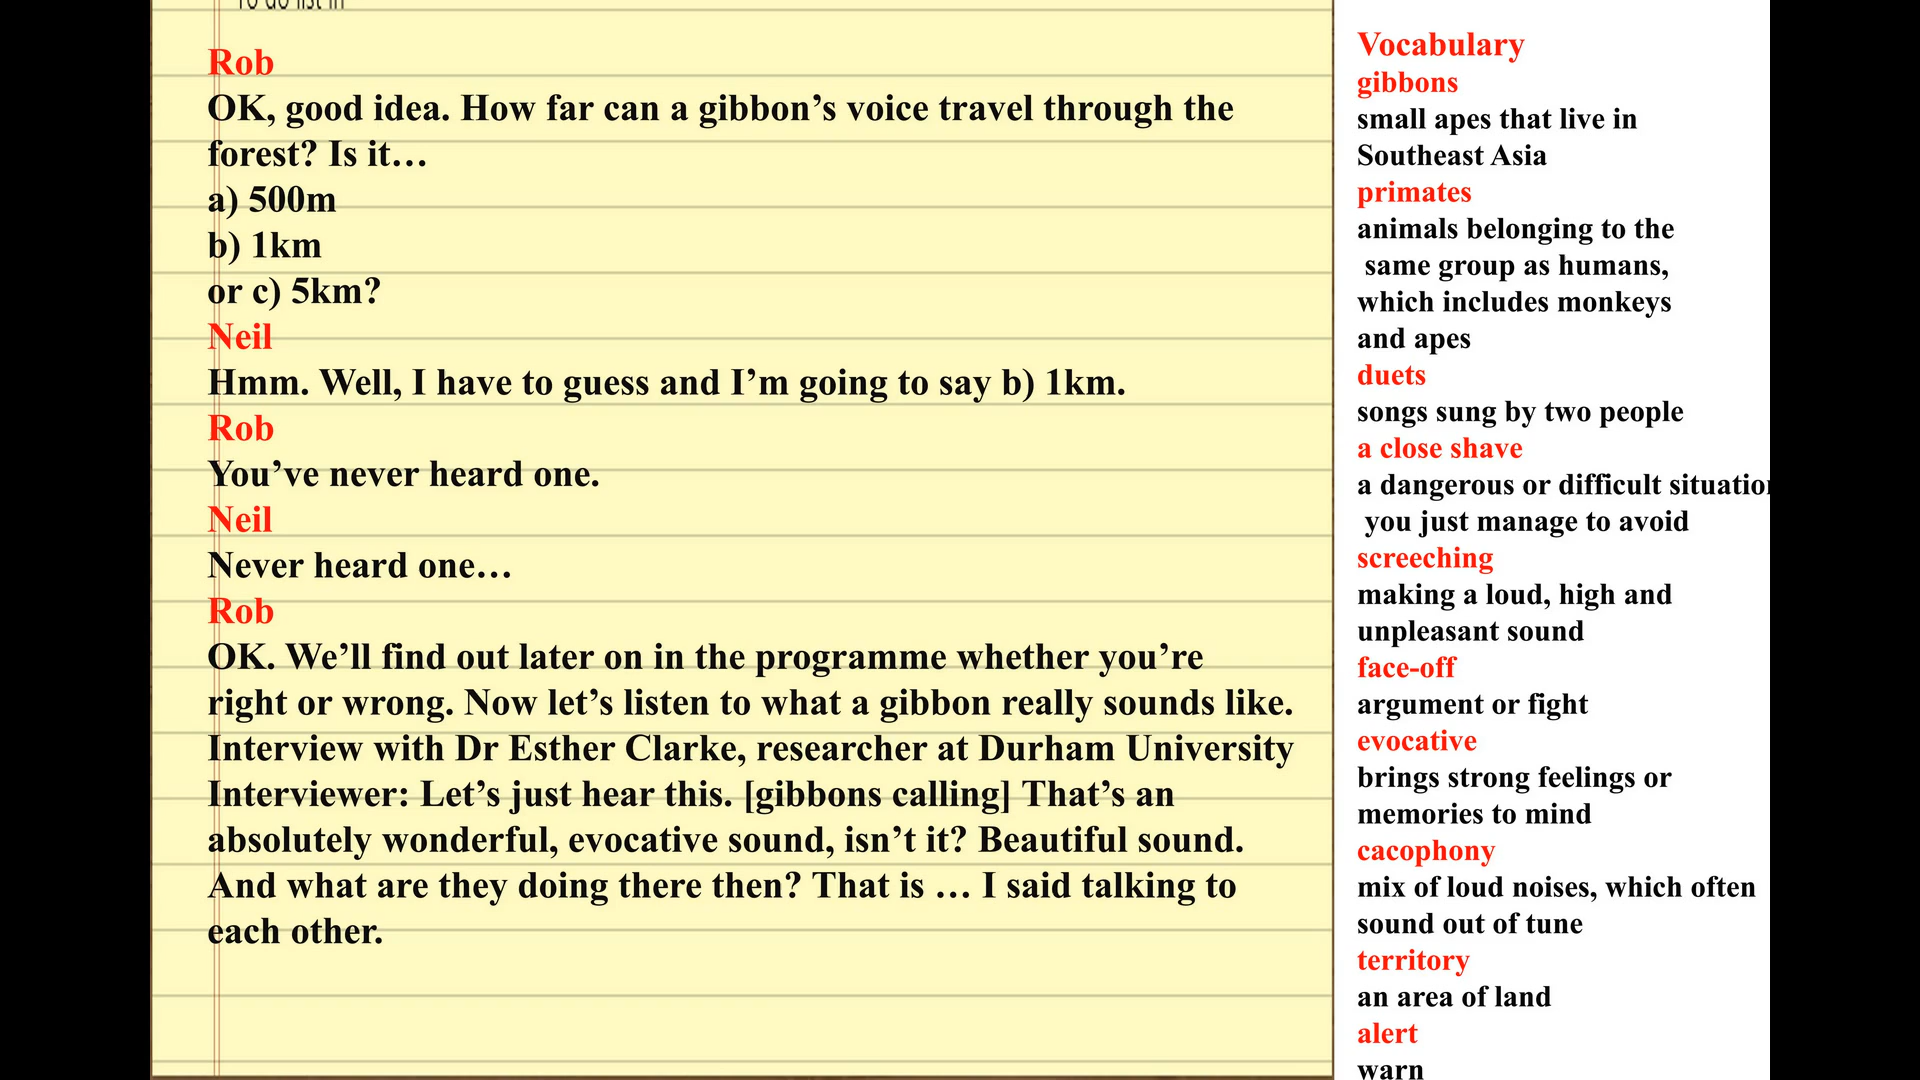 To do list in
Rob
OK, good idea. How far can a gibbon’s voice travel through the
forest? Is it…
a) 500m
b) 1km
or c) 5km?
Neil
Hmm. Well, I have to guess and I’m going to say b) 1km.
Rob
You’ve never heard one.
Neil
Never heard one…
Rob
OK. We’ll find out later on in the programme whether you’re
right or wrong. Now let’s listen to what a gibbon really sounds like.
Interview with Dr Esther Clarke, researcher at Durham University
Interviewer: Let’s just hear this. [gibbons calling] That’s an
absolutely wonderful, evocative sound, isn’t it? Beautiful sound.
And what are they doing there then? That is … I said talking to
each other.
Vocabulary
gibbons
small apes that live in
Southeast Asia
primates
animals belonging to the
same group as humans,
which includes monkeys
and apes
duets
songs sung by two people
a close shave
a dangerous or difficult situation
you just manage to avoid
screeching
making a loud, high and
unpleasant sound
face-off
argument or fight
evocative
brings strong feelings or
memories to mind
cacophony
mix of loud noises, which often
sound out of tune
territory
an area of land
alert
warn